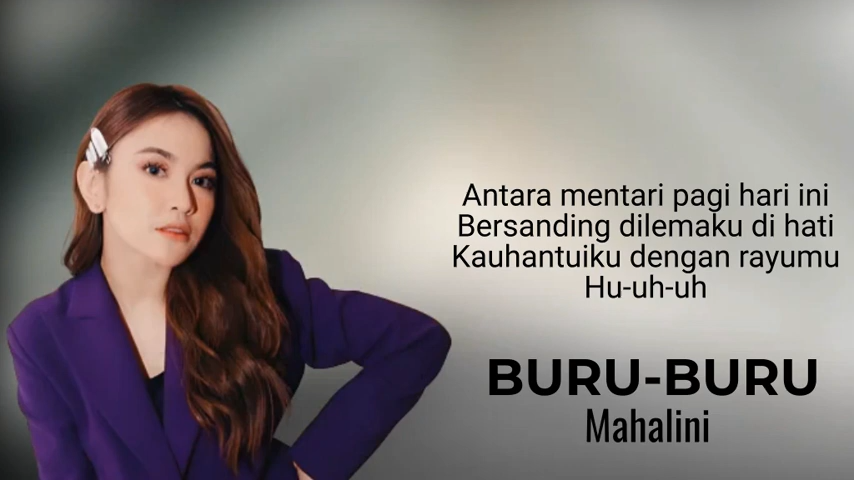 Antara mentari pagi hari ini
Bersanding dilemaku di hati
Kauhantuiku dengan rayumu
Hu-uh-uh
BURU-BURU
Mahalini